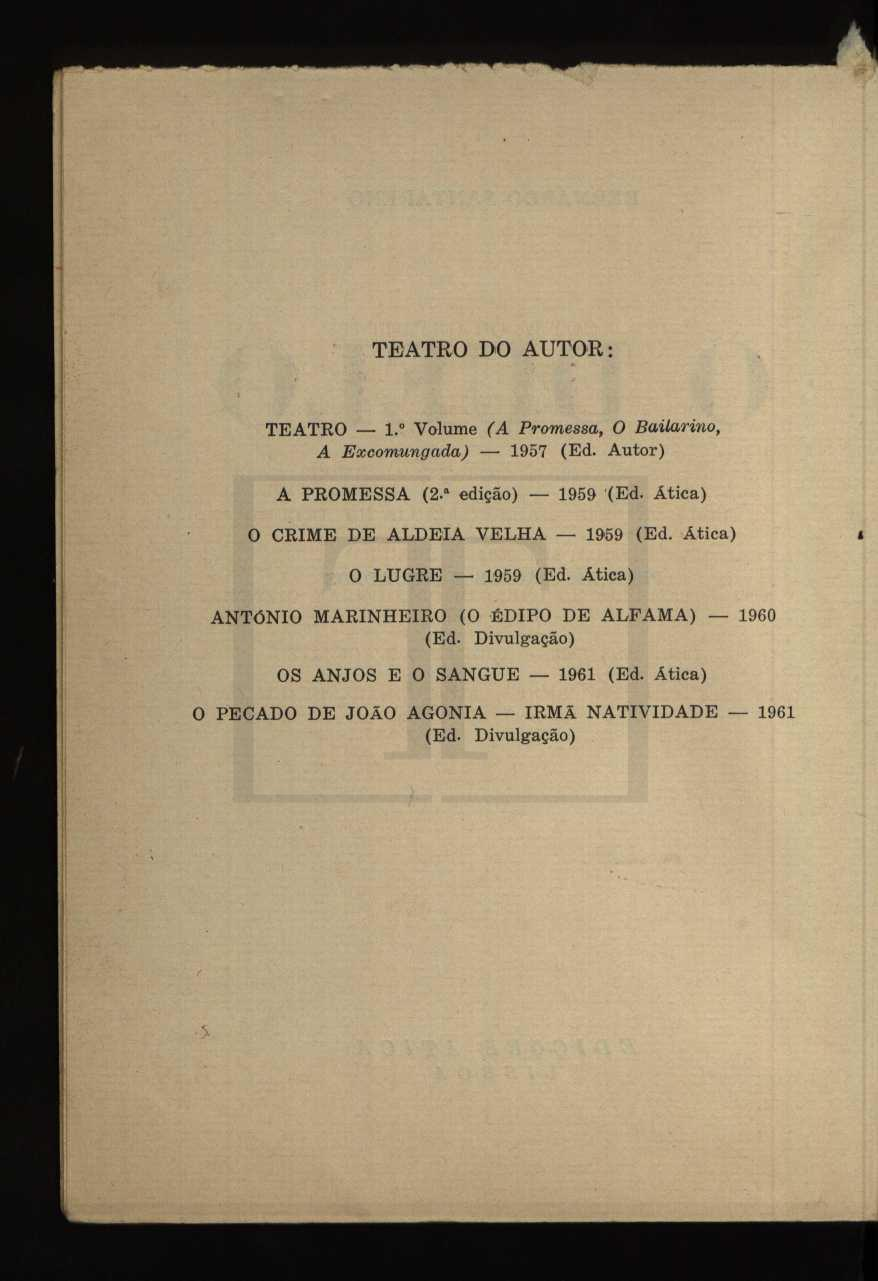 TEATRO DO AUTOR:
TEATRO — 1.º Volume (A Promessa, O Bailarino,
A Excomungada) — 1957 (Ed. Autor)
A PROMESSA (2.ª edição) — 1959 (Ed. Ática)
O CRIME DE ALDEIA VELHA — 1959 (Ed. Ática)
O LUGRE — 1959 (Ed. Ática)
ANTÓNIO MARINHEIRO (O ÉDIPO DE ALFAMA) — 1960
(Ed. Divulgação)
OS ANJOS E O SANGUE — 1961 (Ed. Ática)
O PECADO DE JOÃO AGONIA — IRMÃ NATIVIDADE — 1961
(Ed. Divulgação)